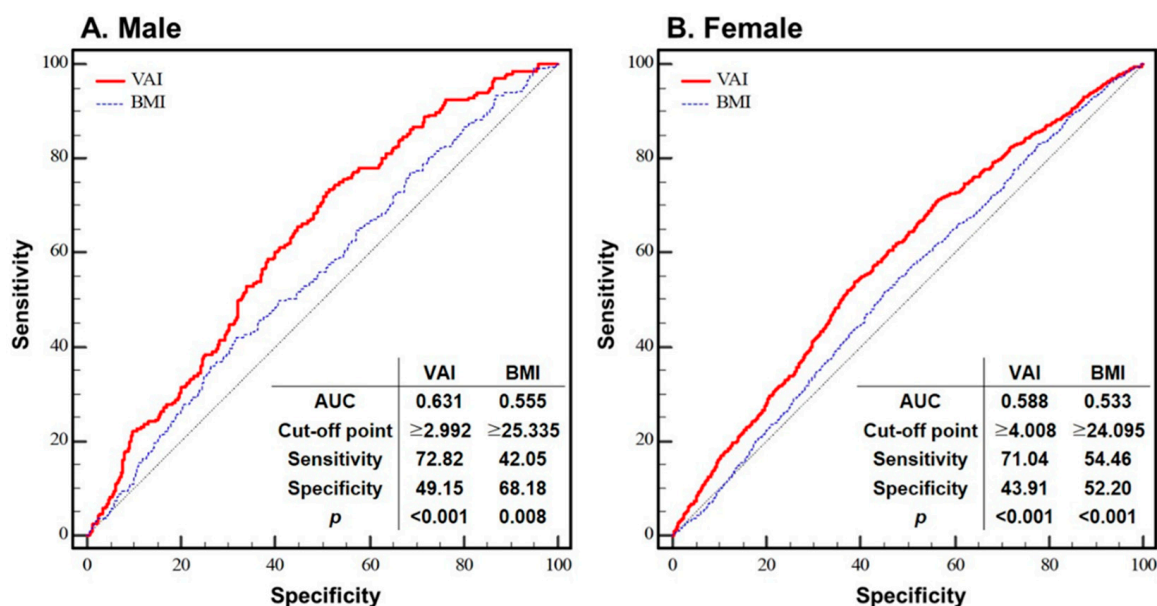 A. Male
100
80
60
40
20
0
Sensitivity
VAI
BMI
VAI BMI
AUC 0.631 0.555
Cut-off point ≥2.992 ≥25.335
Sensitivity 72.82 42.05
Specificity 49.15 68.18
p <0.001 0.008
0 20 40 60 80 100
Specificity
B. Female
100
80
60
40
20
0
Sensitivity
VAI
BMI
VAI BMI
AUC 0.588 0.533
Cut-off point ≥4.008 ≥24.095
Sensitivity 71.04 54.46
Specificity 43.91 52.20
p <0.001 <0.001
0 20 40 60 80 100
Specificity